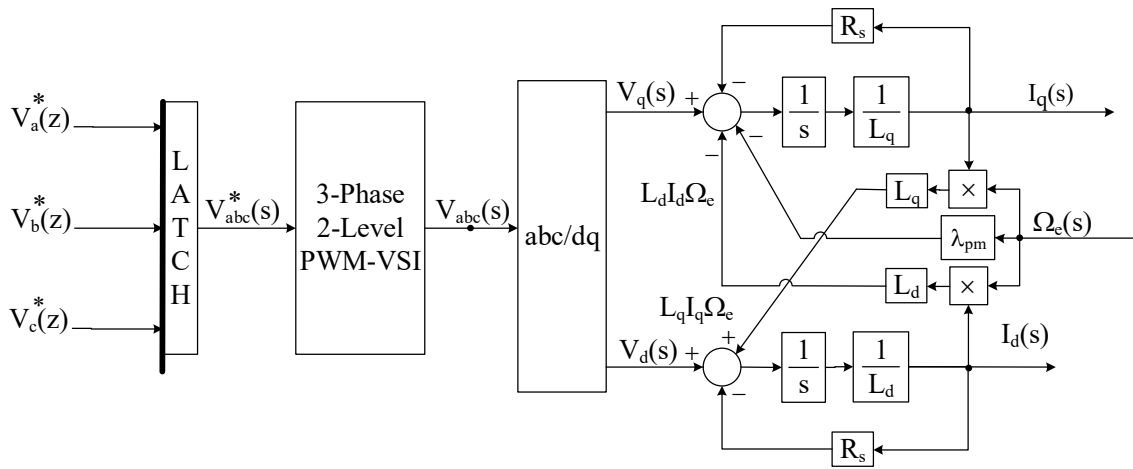 V*a(z)
V*b(z)
V*c(z)
LATCH
V*abc(s)
3-Phase
2-Level
PWM-VSI
Vabc(s)
abc/dq
Vq(s)
+
−
−
−
1
s
1
Lq
Rs
Iq(s)
LdIdΩe
Lq
×
λpm
Ωe(s)
Ld
×
LqIqΩe
Vd(s)
+
+
−
1
s
1
Ld
Id(s)
Rs